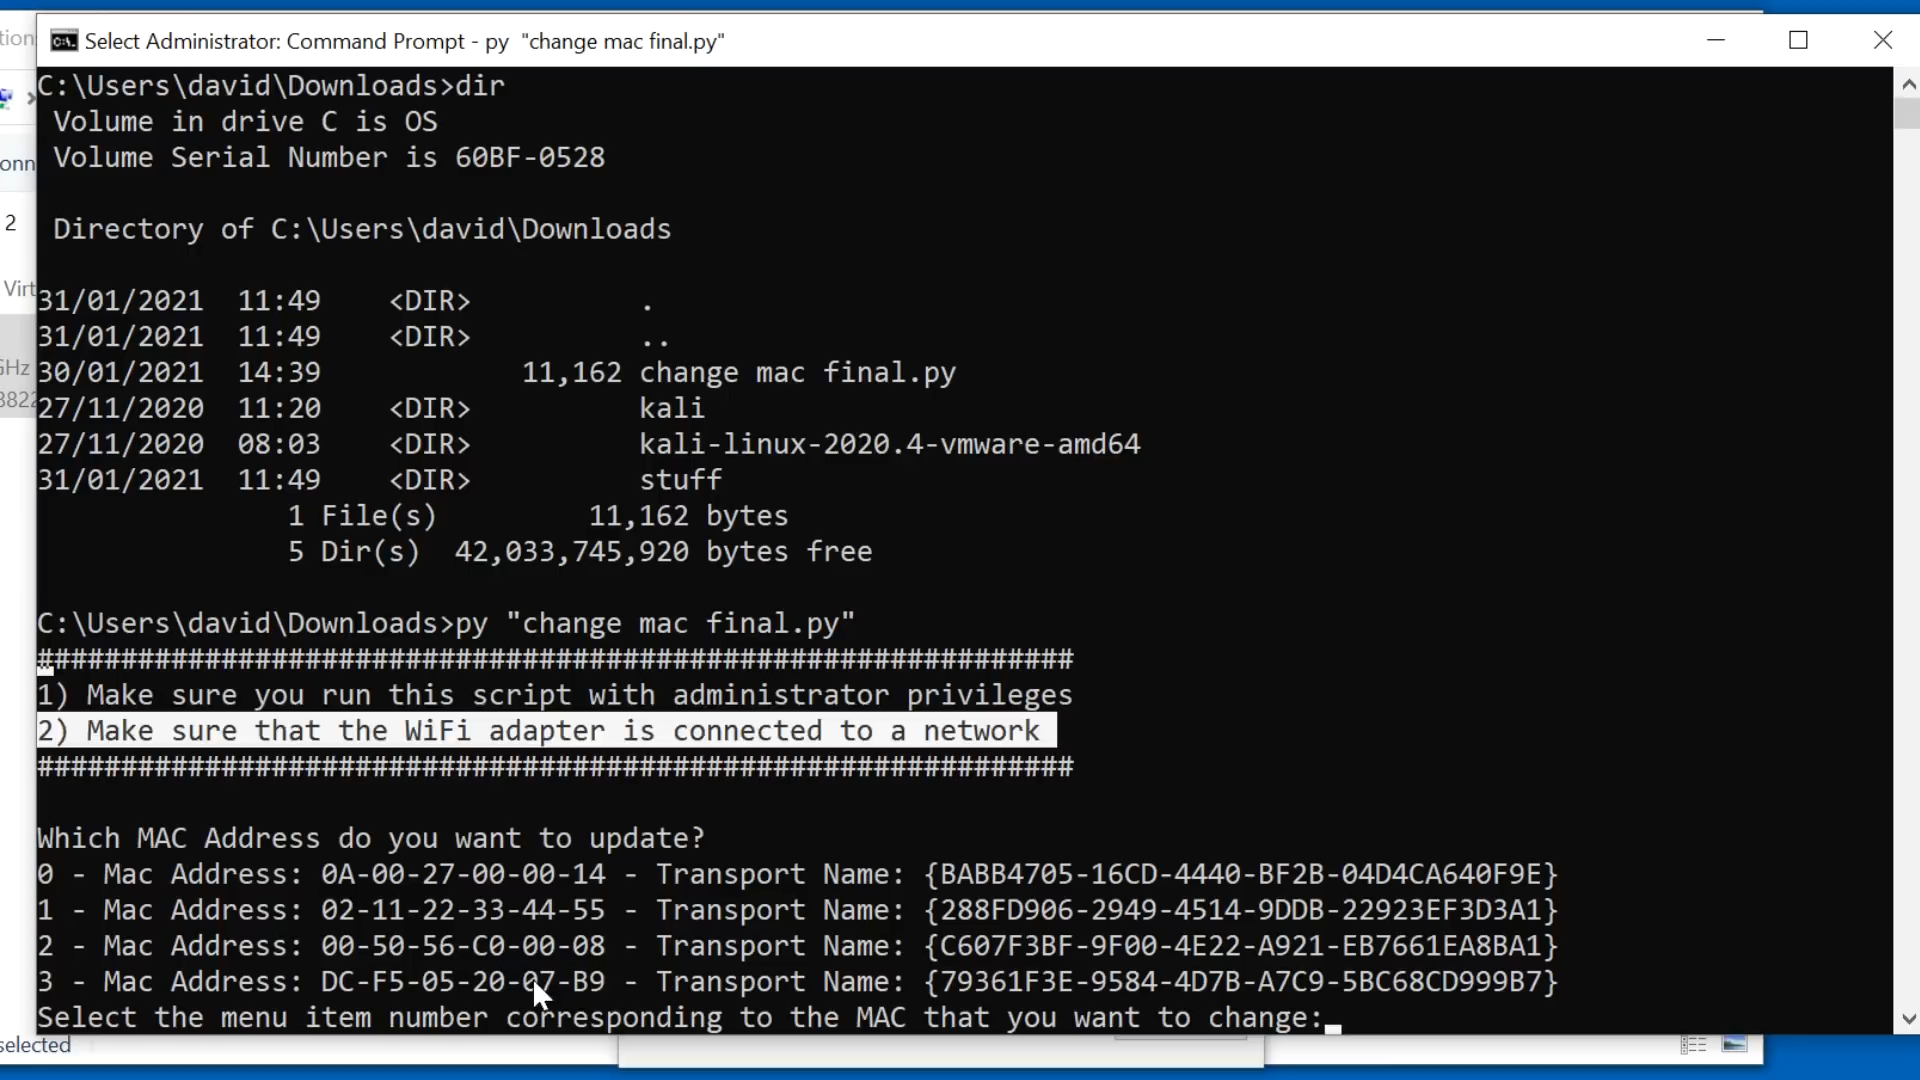 Select Administrator: Command Prompt - py  "change mac final.py"
C:\Users\david\Downloads>dir
Volume in drive C is OS
Volume Serial Number is 60BF-0528
Directory of C:\Users\david\Downloads
31/01/2021  11:49    <DIR>          .
31/01/2021  11:49    <DIR>          ..
30/01/2021  14:39            11,162 change mac final.py
27/11/2020  11:20    <DIR>          kali
27/11/2020  08:03    <DIR>          kali-linux-2020.4-vmware-amd64
31/01/2021  11:49    <DIR>          stuff
1 File(s)         11,162 bytes
5 Dir(s)  42,033,745,920 bytes free
C:\Users\david\Downloads>py "change mac final.py"
##############################################################
1) Make sure you run this script with administrator privileges
2) Make sure that the WiFi adapter is connected to a network
##############################################################
Which MAC Address do you want to update?
0 - Mac Address: 0A-00-27-00-00-14 - Transport Name: {BABB4705-16CD-4440-BF2B-04D4CA640F9E}
1 - Mac Address: 02-11-22-33-44-55 - Transport Name: {288FD906-2949-4514-9DDB-22923EF3D3A1}
2 - Mac Address: 00-50-56-C0-00-08 - Transport Name: {C607F3BF-9F00-4E22-A921-EB7661EA8BA1}
3 - Mac Address: DC-F5-05-20-07-B9 - Transport Name: {79361F3E-9584-4D7B-A7C9-5BC68CD999B7}
Select the menu item number corresponding to the MAC that you want to change:
tion
onn
2
Virt
GHz
8822
selected